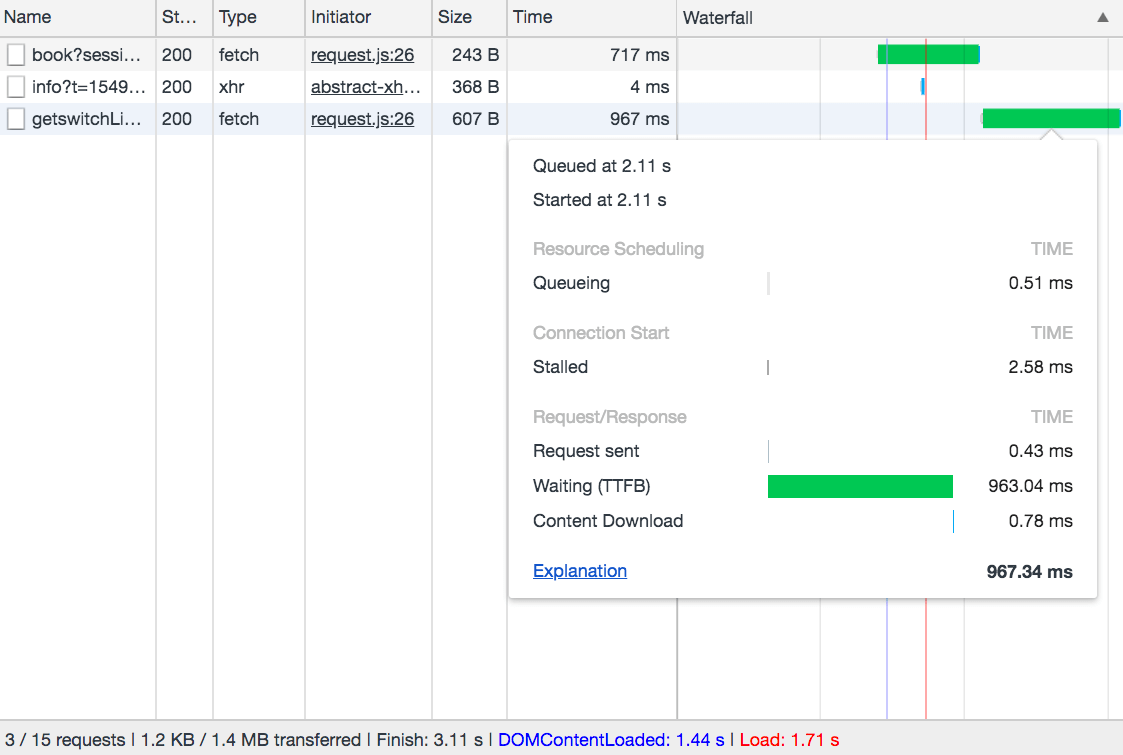 Name St... Type Initiator Size Time Waterfall
book?sessi... 200 fetch request.js:26 243 B 717 ms
info?t=1549... 200 xhr abstract-xh... 368 B 4 ms
getswitchLi... 200 fetch request.js:26 607 B 967 ms
Queued at 2.11 s
Started at 2.11 s
Resource Scheduling TIME
Queueing 0.51 ms
Connection Start TIME
Stalled 2.58 ms
Request/Response TIME
Request sent 0.43 ms
Waiting (TTFB) 963.04 ms
Content Download 0.78 ms
Explanation 967.34 ms
3 / 15 requests | 1.2 KB / 1.4 MB transferred | Finish: 3.11 s | DOMContentLoaded: 1.44 s | Load: 1.71 s